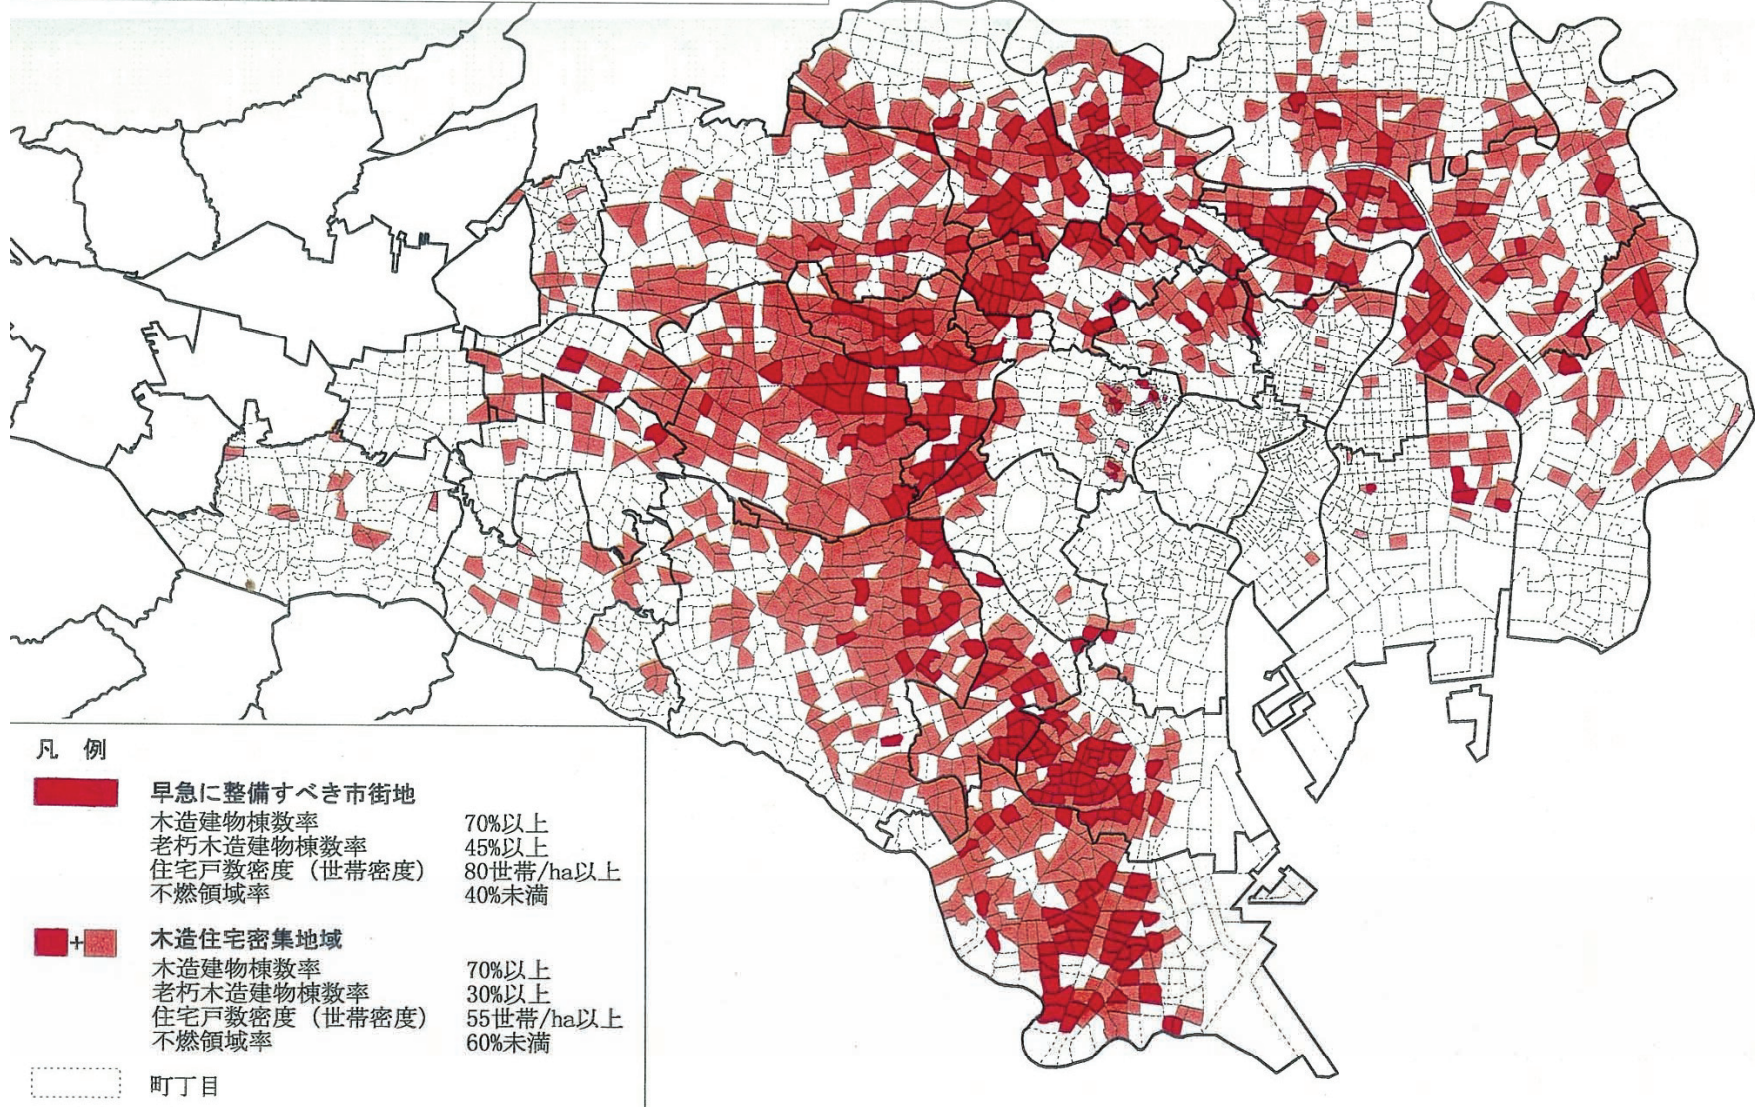 凡 例
早急に整備すべき市街地
木造建物棟数率 70%以上
老朽木造建物棟数率 45%以上
住宅戸数密度（世帯密度） 80世帯/ha以上
不燃領域率 40%未満
+ 木造住宅密集地域
木造建物棟数率 70%以上
老朽木造建物棟数率 30%以上
住宅戸数密度（世帯密度） 55世帯/ha以上
不燃領域率 60%未満
町丁目